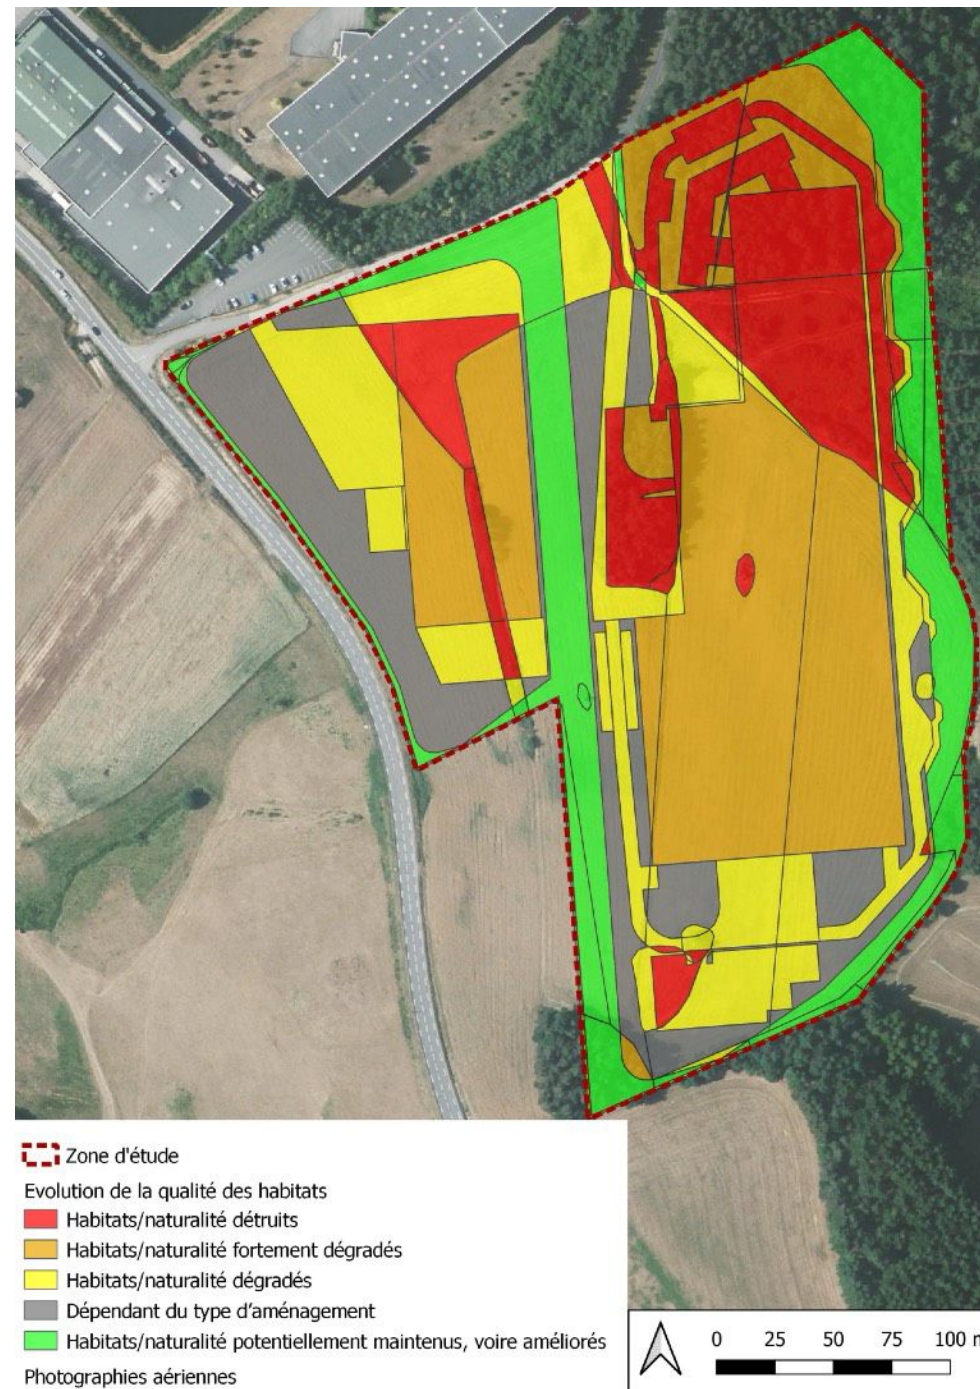 Zone d'étude
Evolution de la qualité des habitats
Habitats/naturalité détruits
Habitats/naturalité fortement dégradés
Habitats/naturalité dégradés
Dépendant du type d'aménagement
Habitats/naturalité potentiellement maintenus, voire améliorés
Photographies aériennes
0 25 50 75 100 m